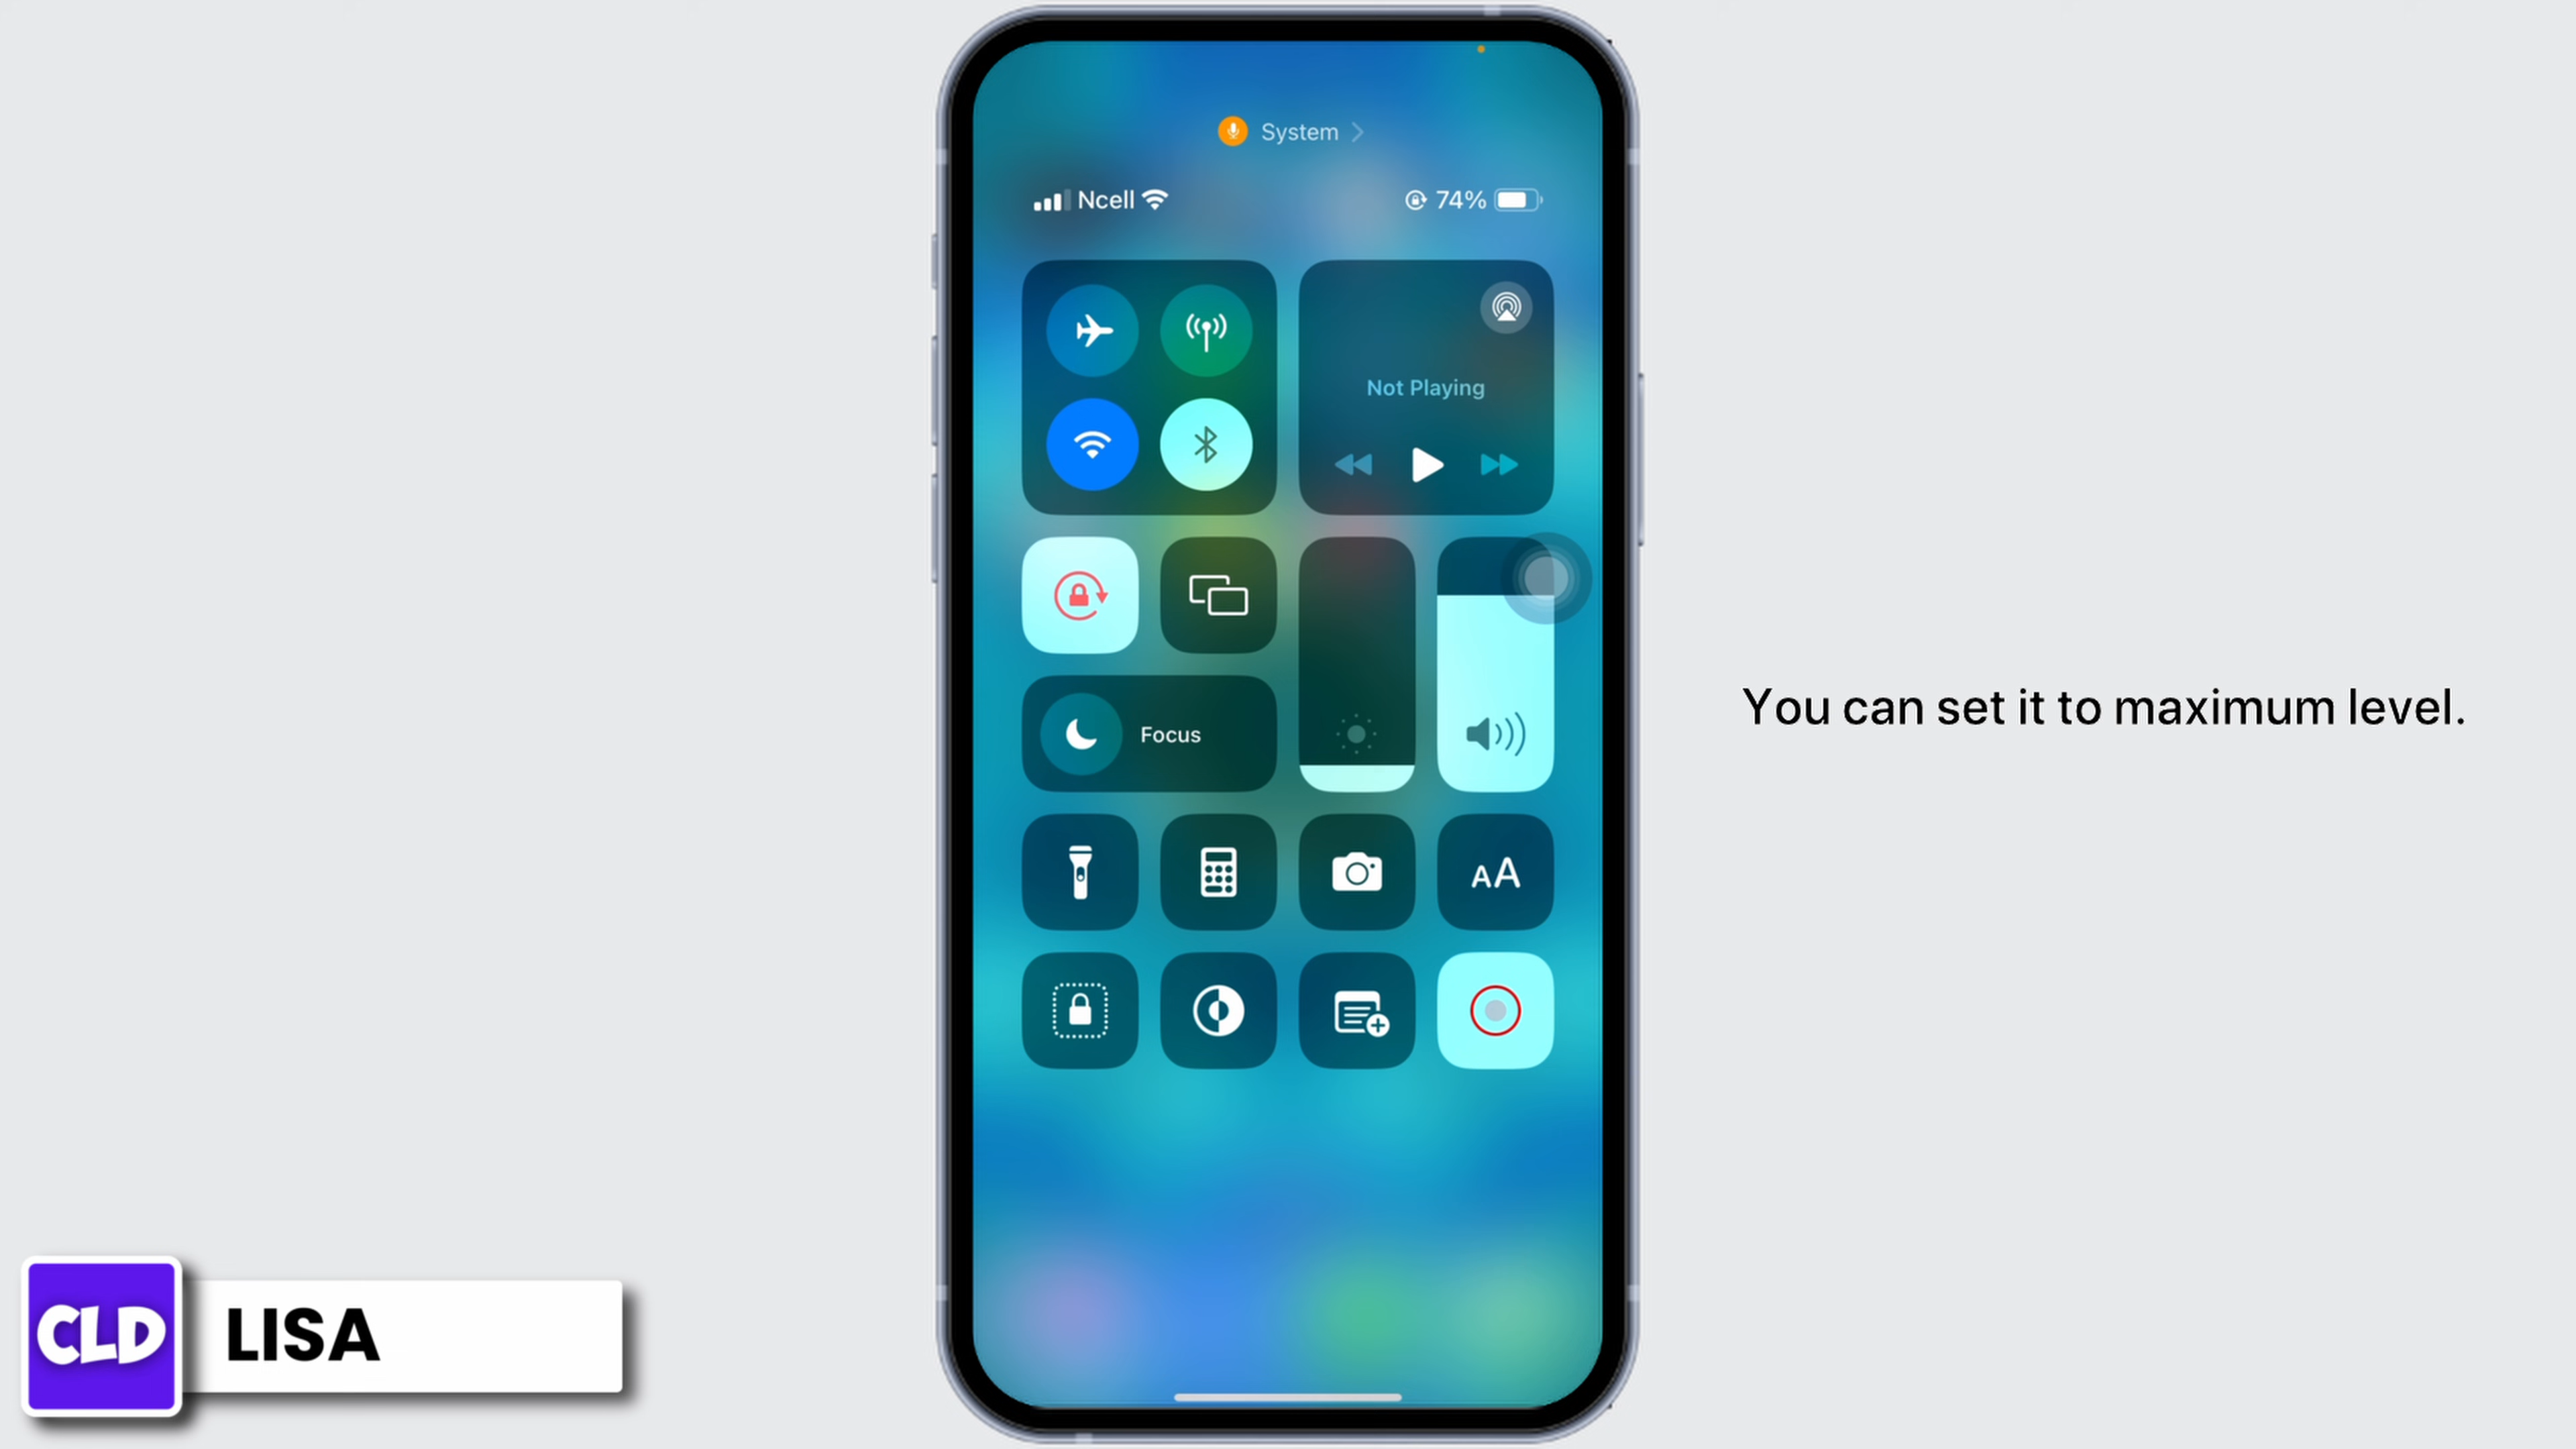 System
Ncell
74%
Not Playing
Focus
AA
You can set it to maximum level.
CLD
LISA